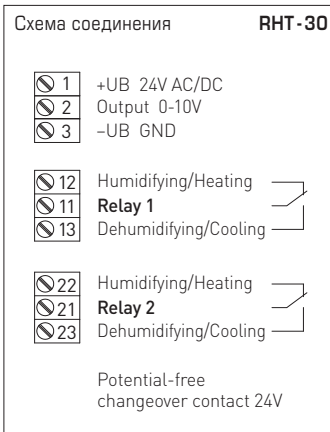 Схема соединения RHT-30
1 +UB 24V AC/DC
2 Output 0-10V
3 –UB GND
12 Humidifying/Heating
11 Relay 1
13 Dehumidifying/Cooling
22 Humidifying/Heating
21 Relay 2
23 Dehumidifying/Cooling
Potential-free
changeover contact 24V